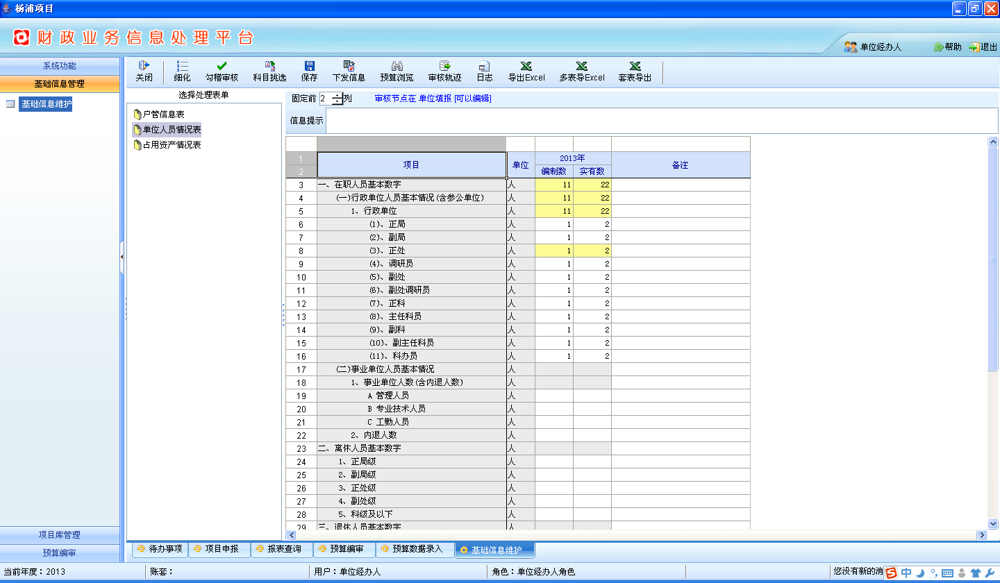 杨浦项目
财政业务信息处理平台
单位经办人 帮助 退出
系统功能
基础信息管理
基础信息维护
项目库管理
预算编审
关闭 细化 勾稽审核 科目挑选 保存 下发信息 预算浏览 审核轨迹 日志 导出Excel 多表导Excel 套表导出
选择处理表单
户管信息表
单位人员情况表
占用资产情况表
固定前 2 列 审核节点在 单位填报 [可以编辑]
信息提示
1 项目 单位 2013年 备注
2 编制数 实有数
3 一、在职人员基本数字 人 11 22
4 (一)行政单位人员基本情况(含参公单位) 人 11 22
5 1、行政单位 人 11 22
6 (1)、正局 人 1 2
7 (2)、副局 人 1 2
8 (3)、正处 人 1 2
9 (4)、调研员 人 1 2
10 (5)、副处 人 1 2
11 (6)、副处调研员 人 1 2
12 (7)、正科 人 1 2
13 (8)、主任科员 人 1 2
14 (9)、副科 人 1 2
15 (10)、副主任科员 人 1 2
16 (11)、科办员 人 1 2
17 (二)事业单位人员基本情况 人
18 1、事业单位人数(含内退人数) 人
19 A 管理人员 人
20 B 专业技术人员 人
21 C 工勤人员 人
22 2、内退人数 人
23 二、离休人员基本数字 人
24 1、正局级 人
25 2、副局级 人
26 3、正处级 人
27 4、副处级 人
28 5、科级及以下 人
29 三、退休人员基本数字 人
待办事项 项目申报 报表查询 预算编审 预算数据录入 基础信息维护
当前年度：2013 账套： 用户：单位经办人 角色：单位经办人角色 您没有新的消
中